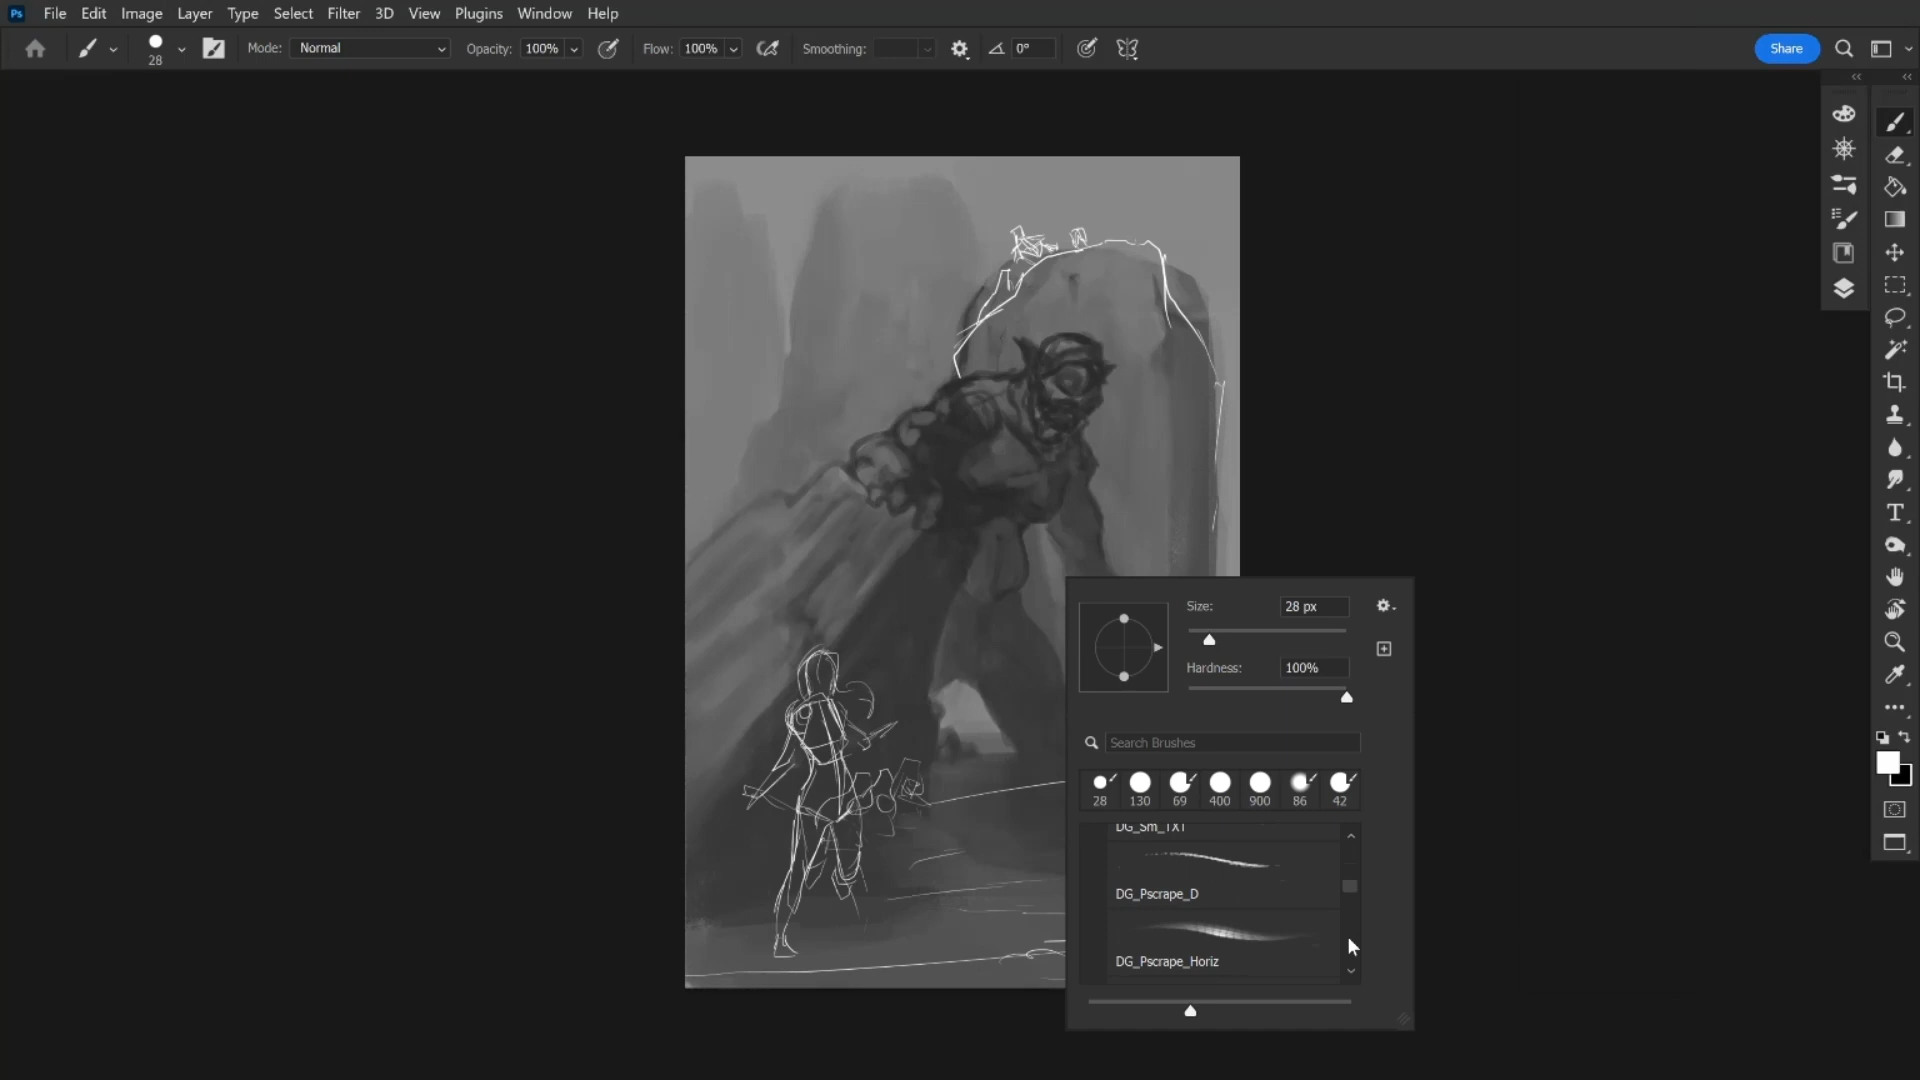 Ps File Edit Image Layer Type Select Filter 3D View Plugins Window Help
28 Mode: Normal Opacity: 100% Flow: 100% Smoothing: 0° Share
Size: 28 px
Hardness: 100%
Search Brushes
28 130 69 400 900 86 42
DG_Sm_TXT
DG_Pscrape_D
DG_Pscrape_Horiz